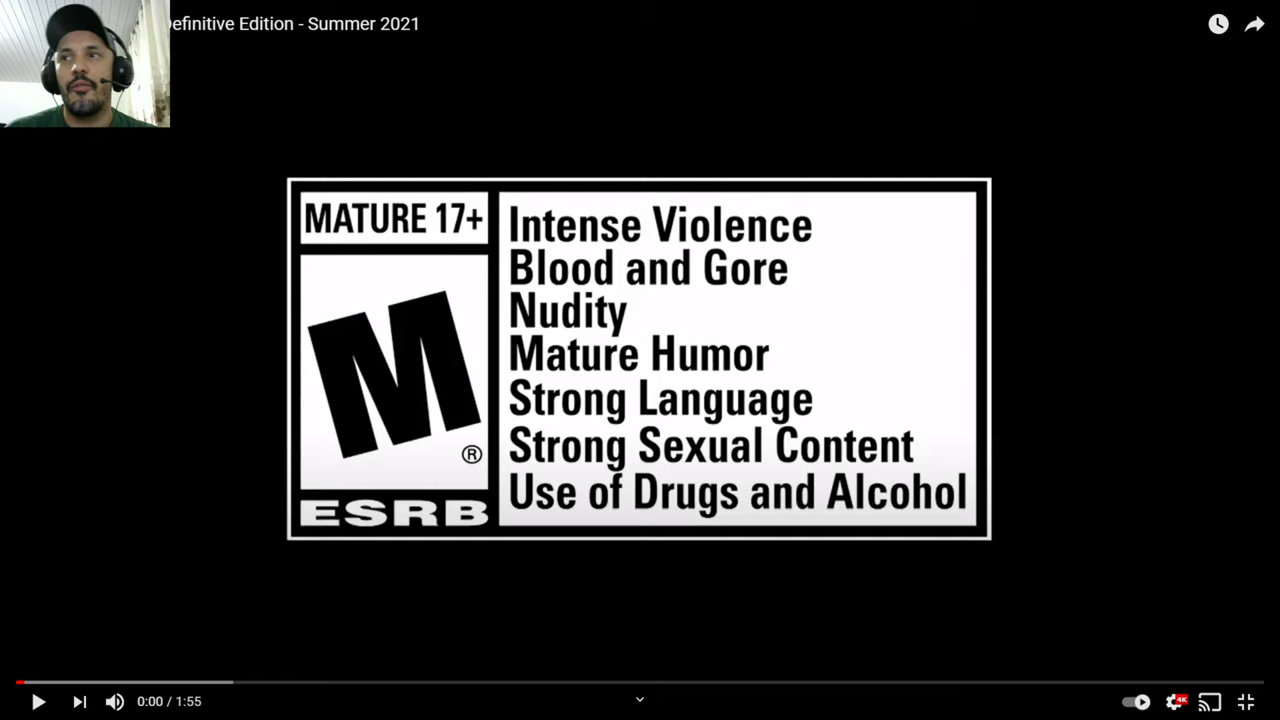 efinitive Edition - Summer 2021
MATURE 17+
M
®
ESRB
Intense Violence
Blood and Gore
Nudity
Mature Humor
Strong Language
Strong Sexual Content
Use of Drugs and Alcohol
0:00 / 1:55
4K